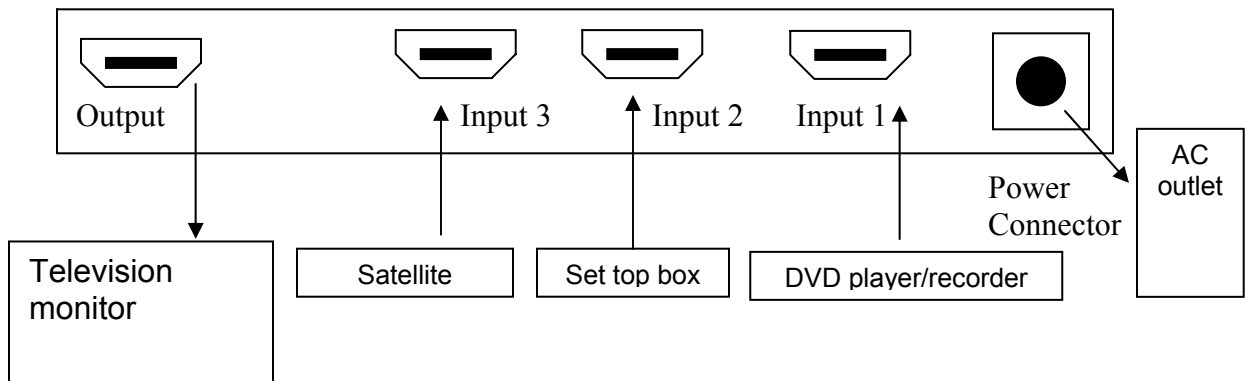 Output
Input 3
Input 2
Input 1
Power
Connector
AC
outlet
Television
monitor
Satellite
Set top box
DVD player/recorder